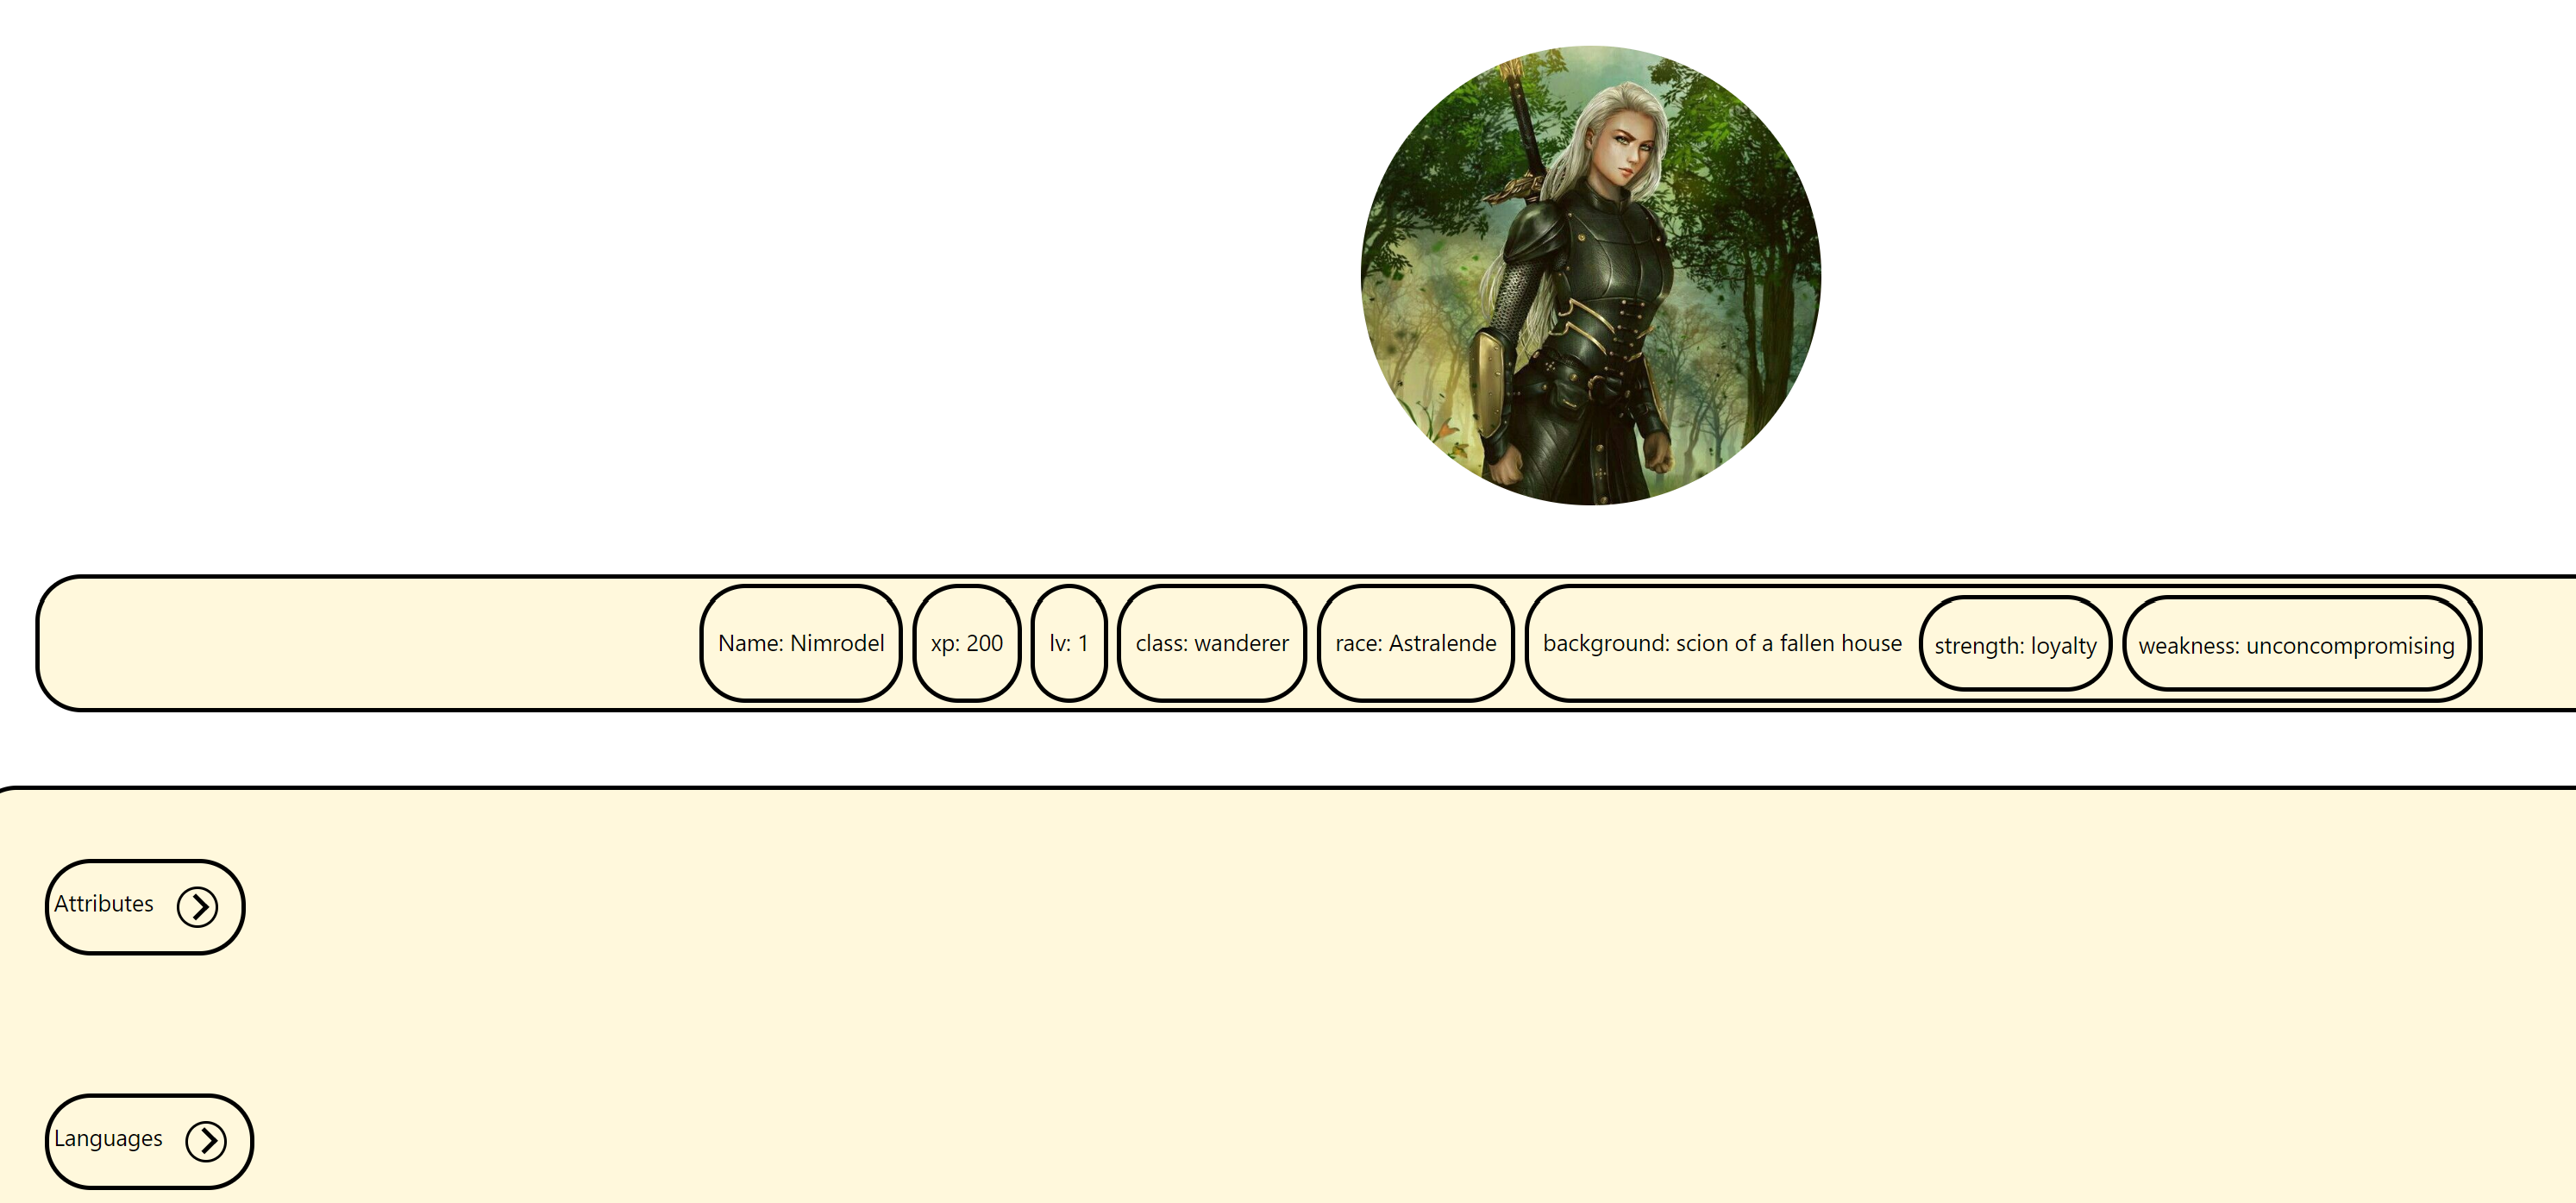 Name: Nimrodel
xp: 200
lv: 1
class: wanderer
race: Astralende
background: scion of a fallen house
strength: loyalty
weakness: unconcompromising
Attributes
Languages